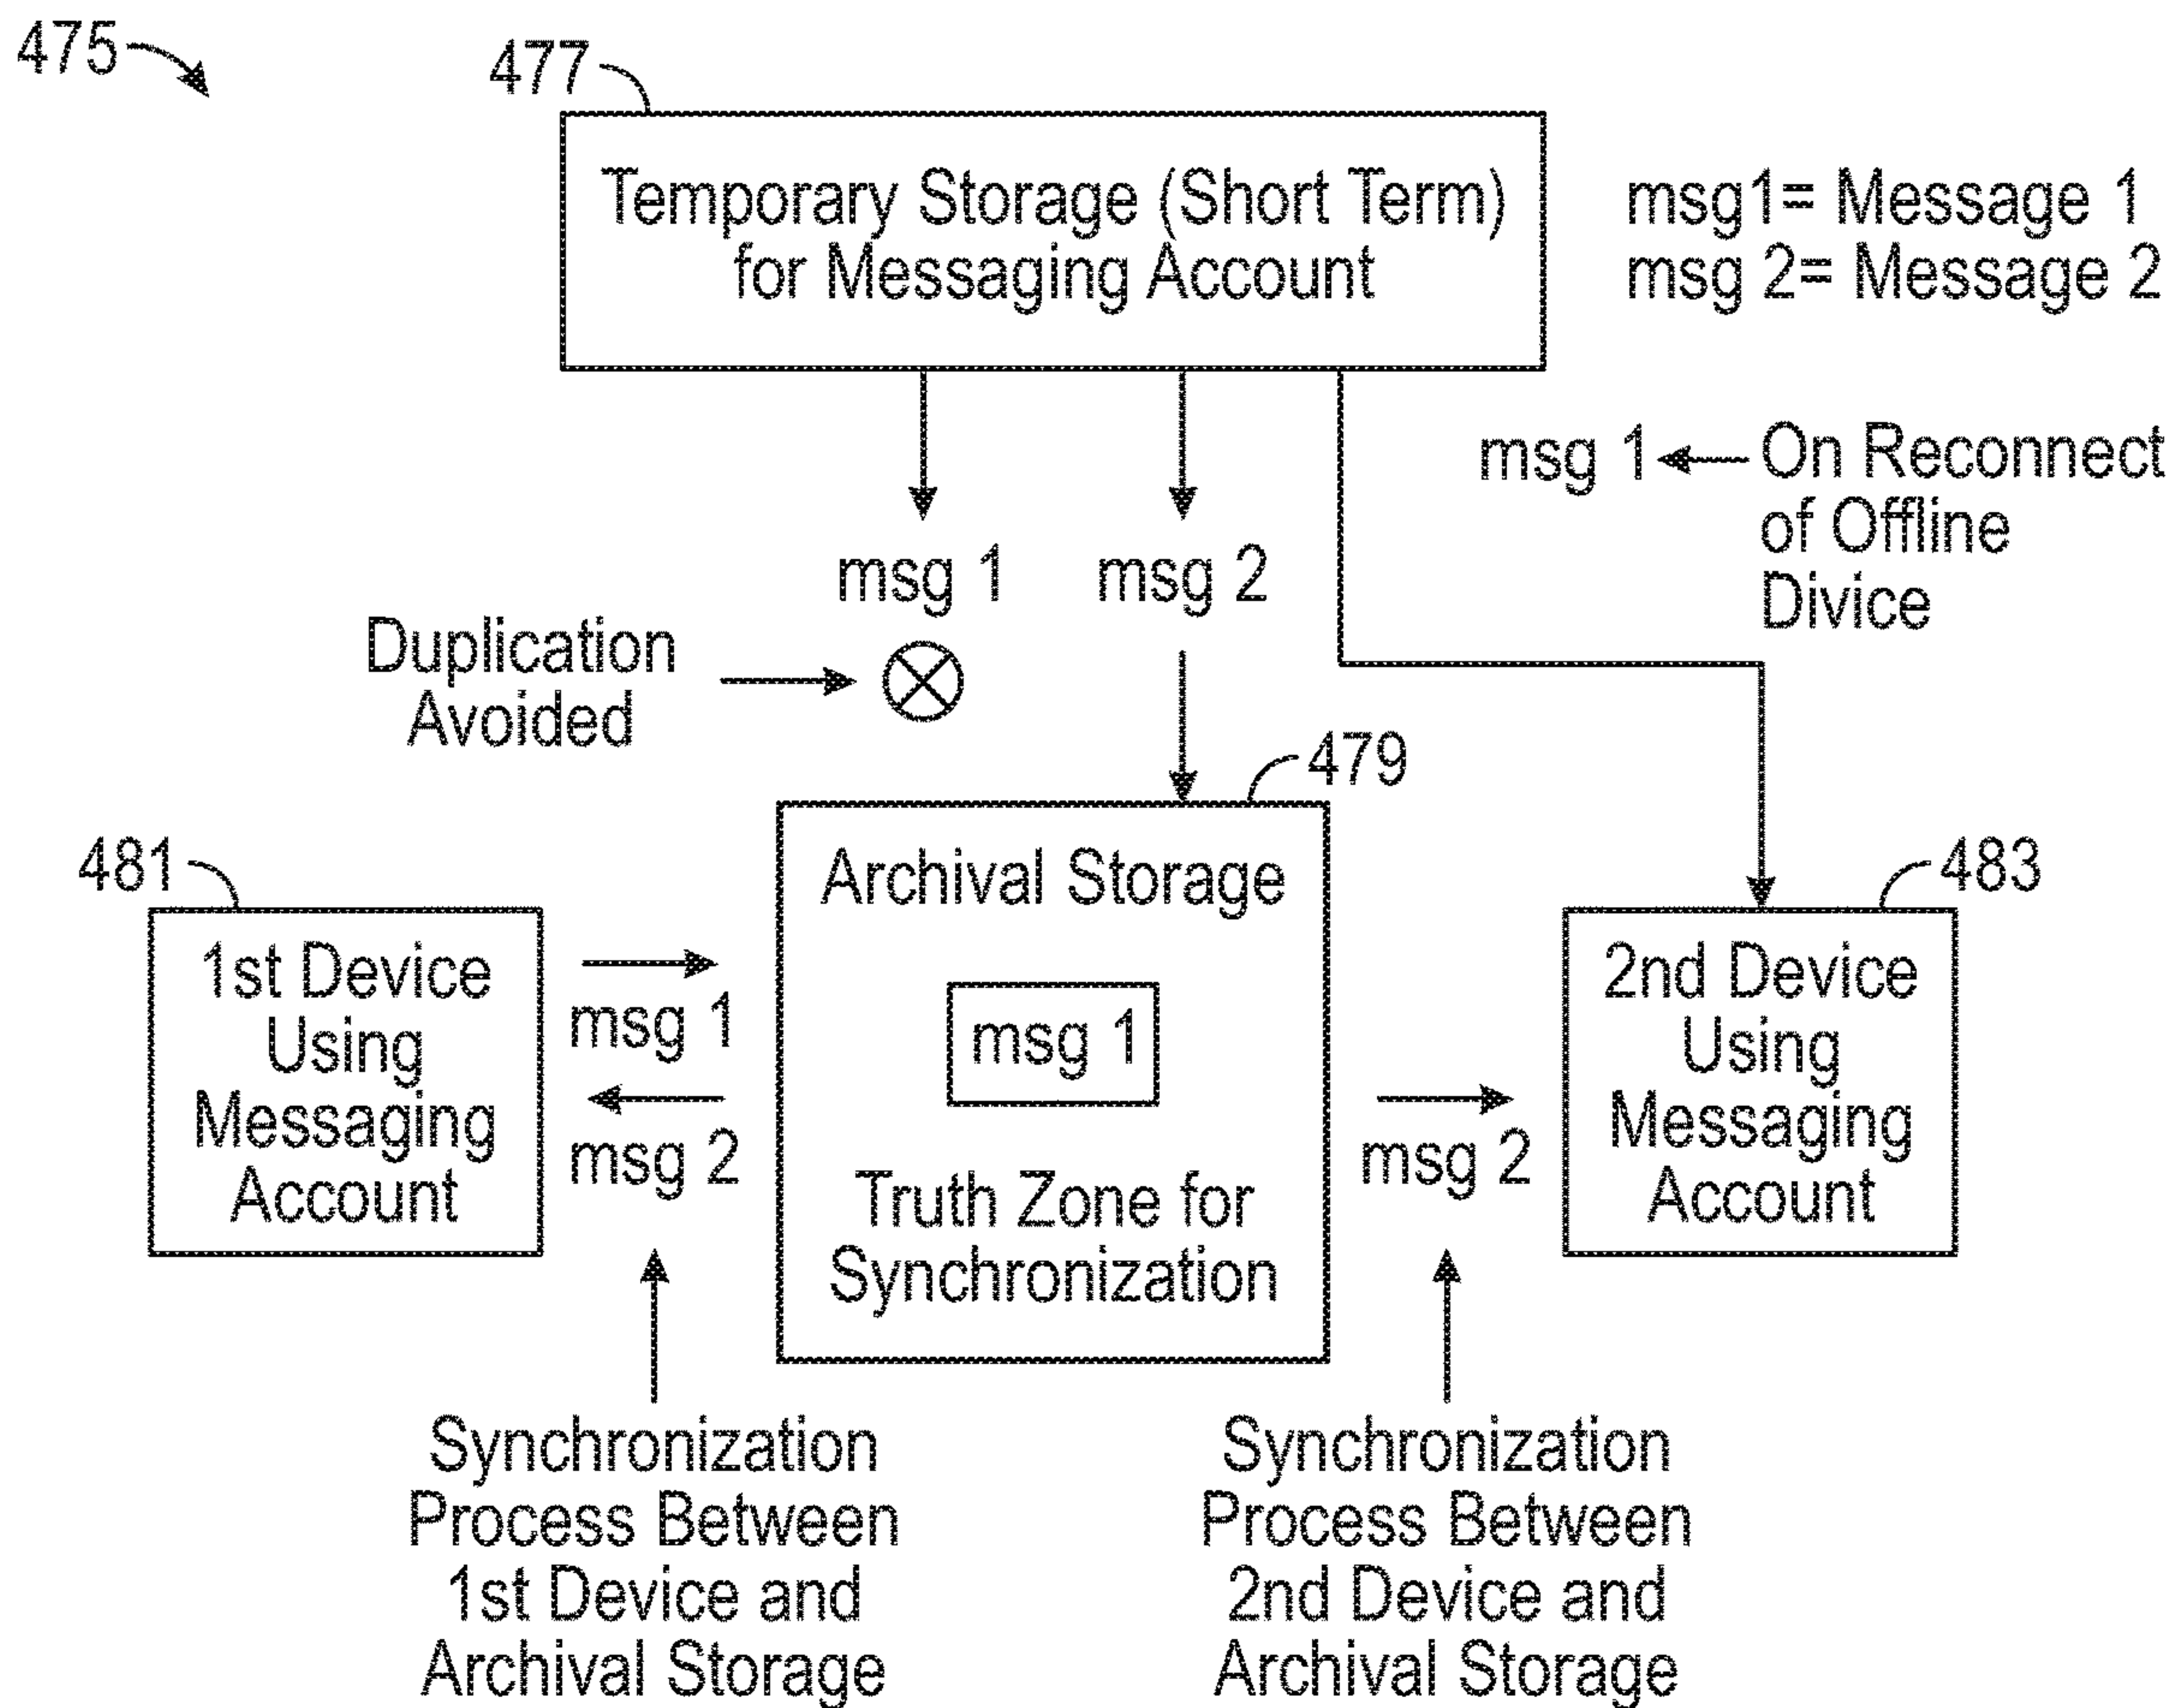 475
477
Temporary Storage (Short Term)
for Messaging Account
msg1= Message 1
msg 2= Message 2
msg 1
On Reconnect
of Offline
Divice
msg 1
msg 2
Duplication
Avoided
479
481
483
1st Device
Using
Messaging
Account
msg 1
msg 2
Archival Storage
msg 1
Truth Zone for
Synchronization
msg 2
2nd Device
Using
Messaging
Account
Synchronization
Process Between
1st Device and
Archival Storage
Synchronization
Process Between
2nd Device and
Archival Storage